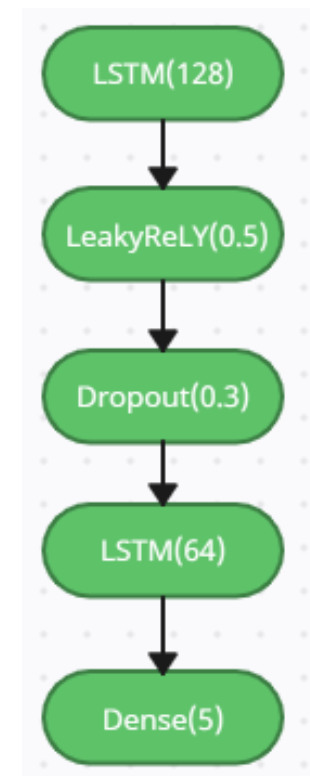 LSTM(128)
LeakyReLY(0.5)
Dropout(0.3)
LSTM(64)
Dense(5)